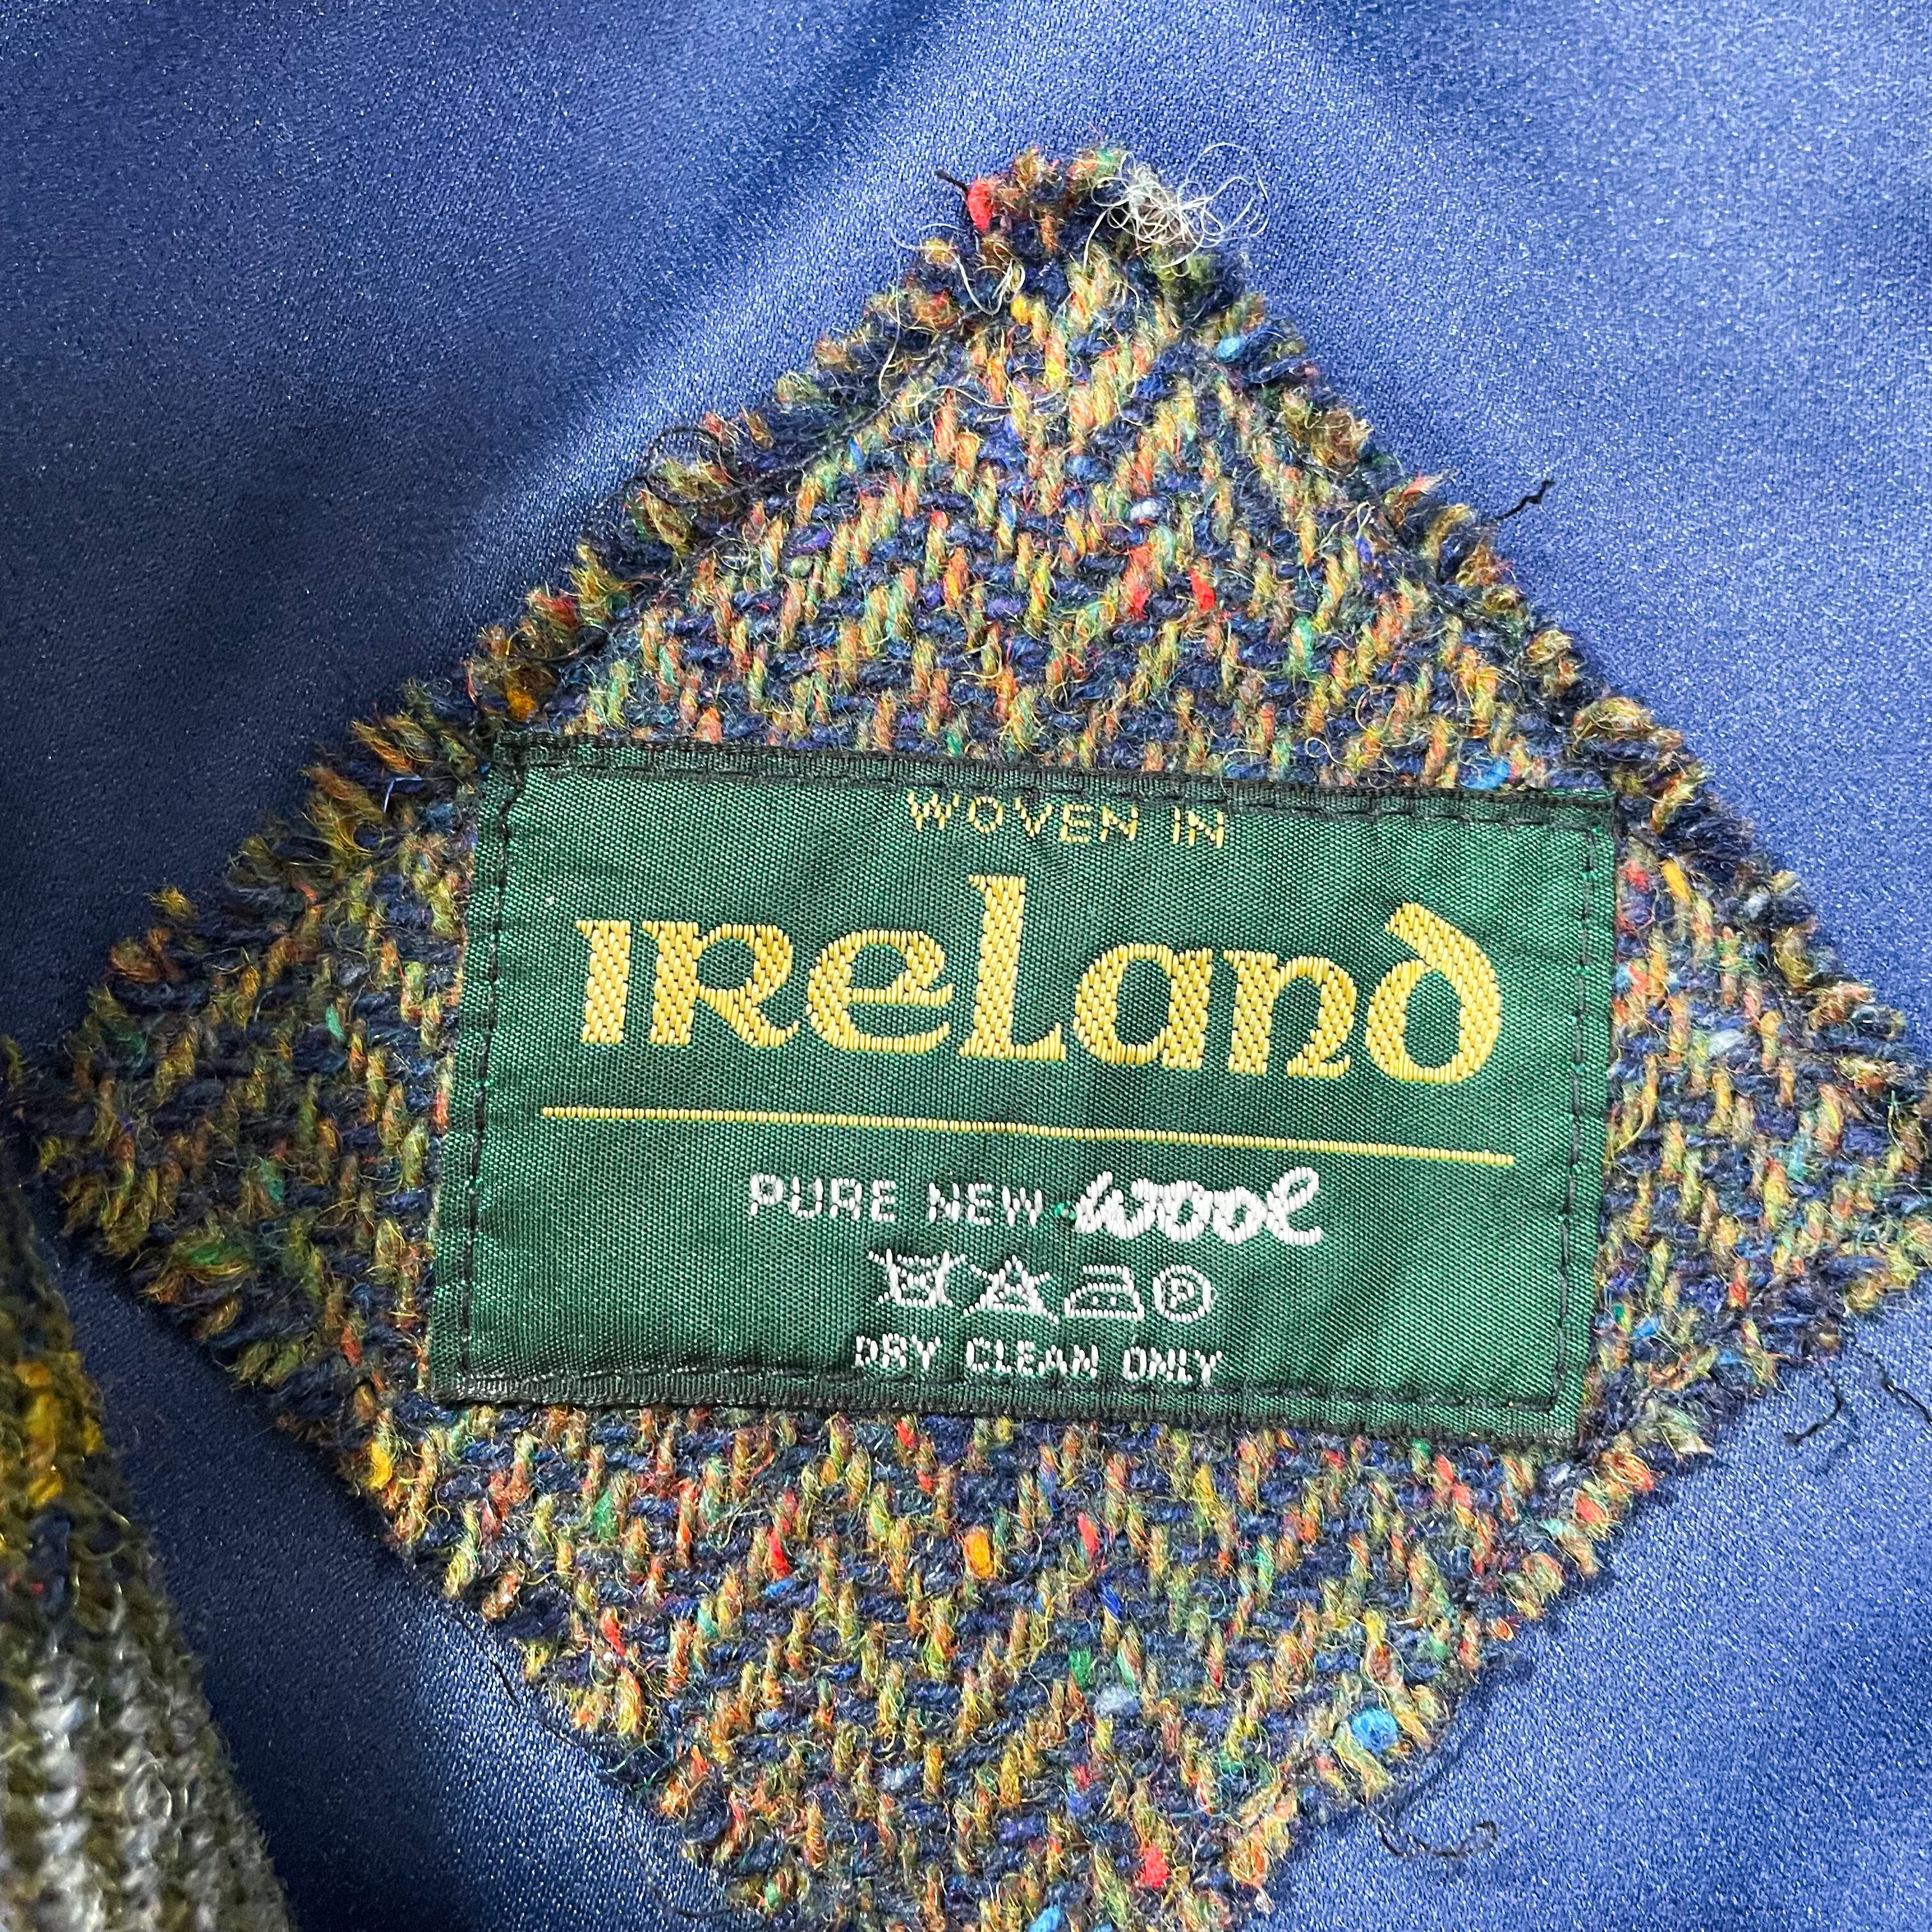 WOVEN IN
IRELAND
PURE NEW wool
P
DRY CLEAN ONLY